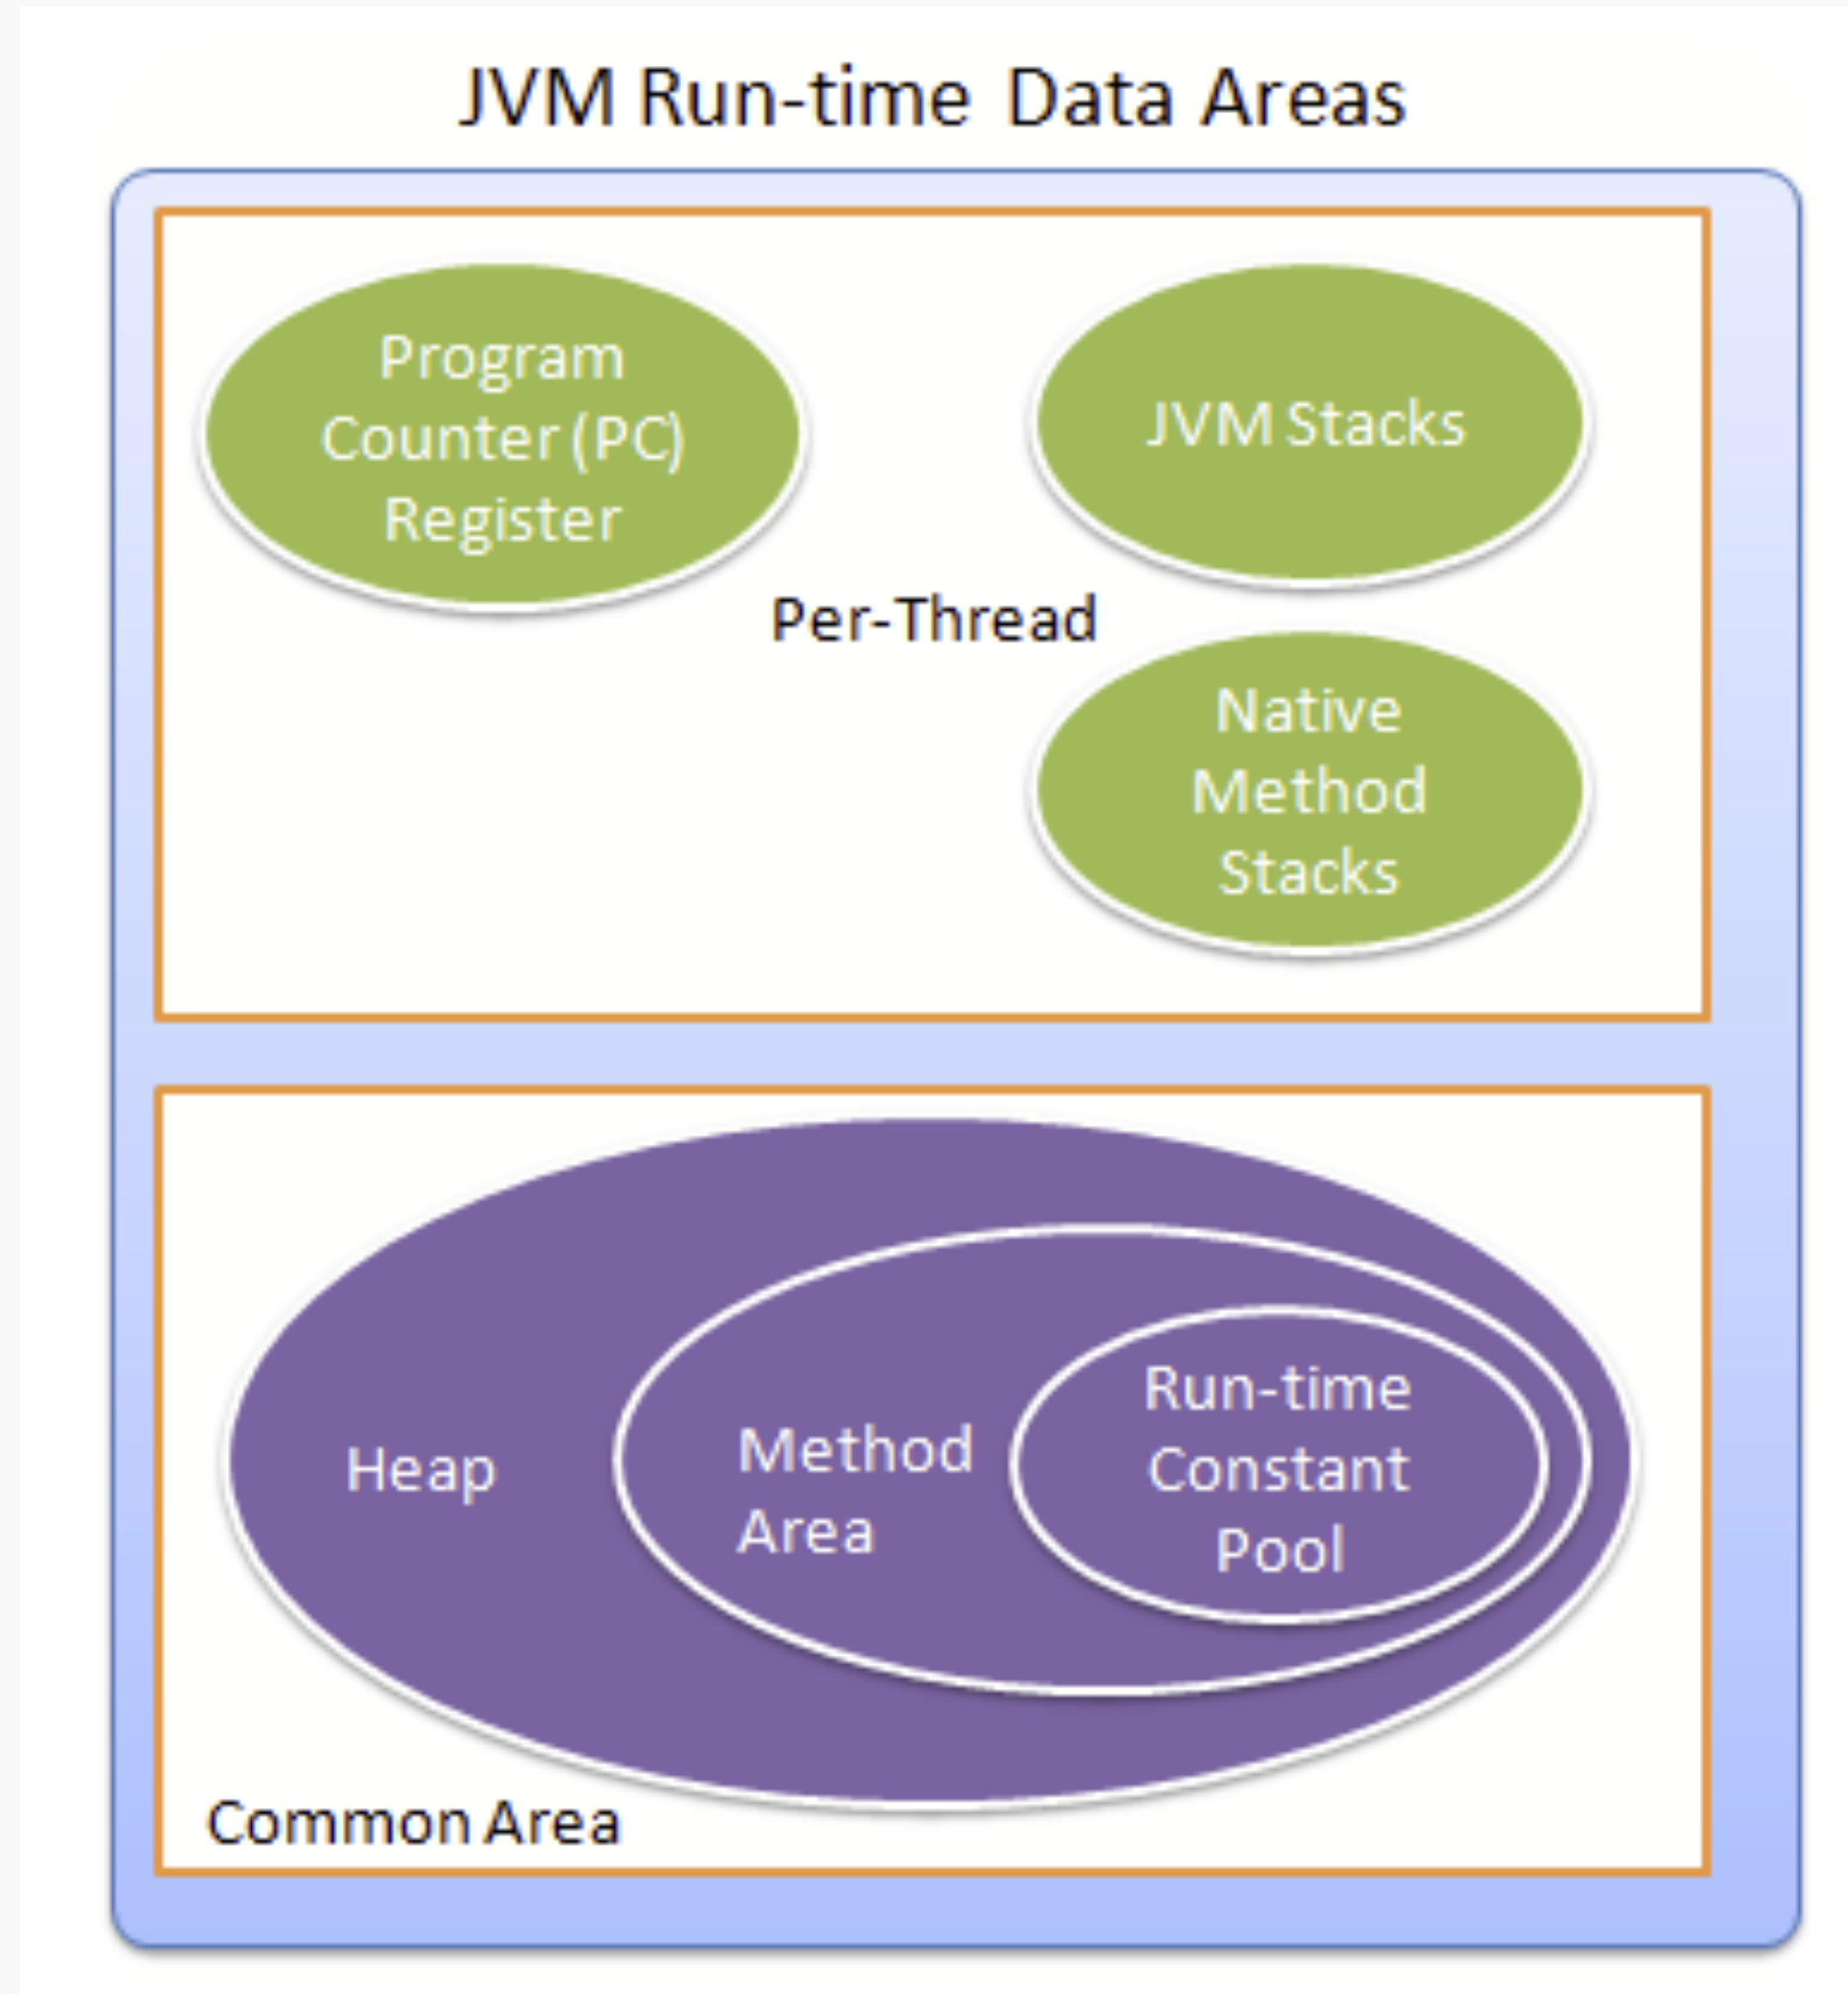 JVM Run-time Data Areas
Program
Counter (PC)
Register
JVM Stacks
Per-Thread
Native
Method
Stacks
Heap
Method
Area
Run-time
Constant
Pool
Common Area